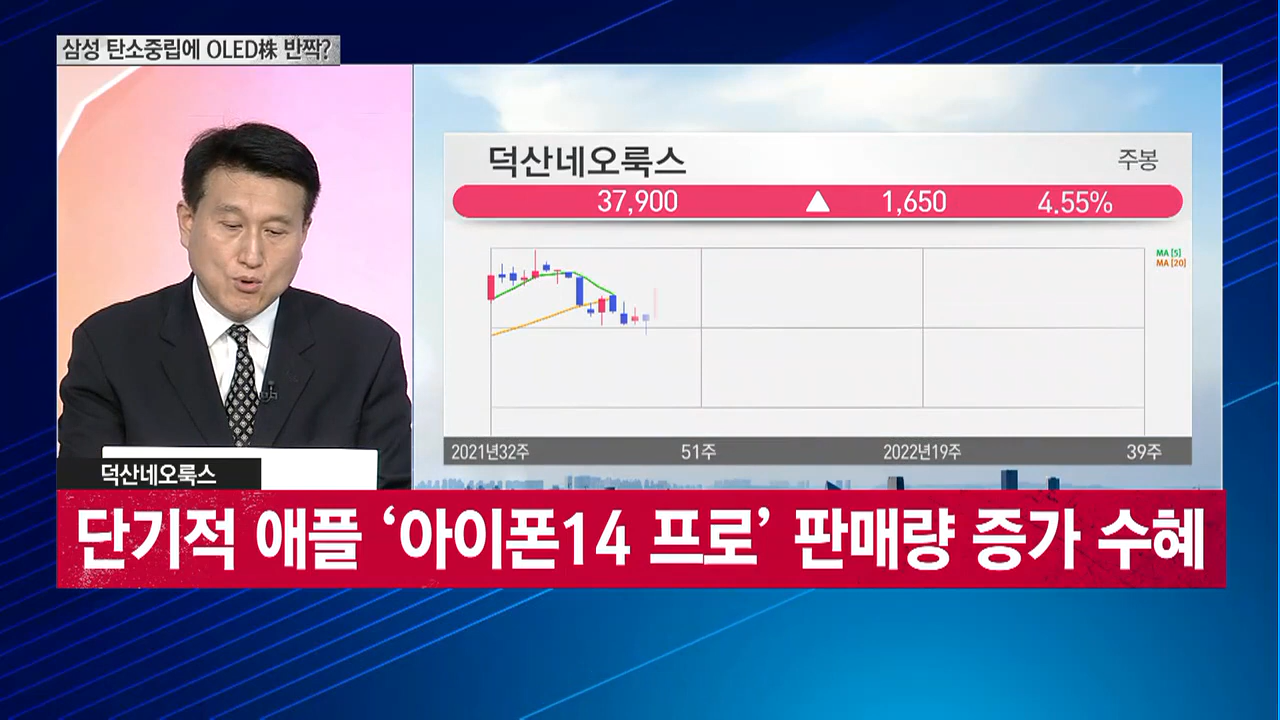 삼성 탄소중립에 OLED株 반짝?
덕산네오룩스
주봉
37,900 ▲ 1,650 4.55%
MA [5]
MA [20]
2021년32주 51주 2022년19주 39주
덕산네오룩스
단기적 애플 ‘아이폰14 프로’ 판매량 증가 수혜